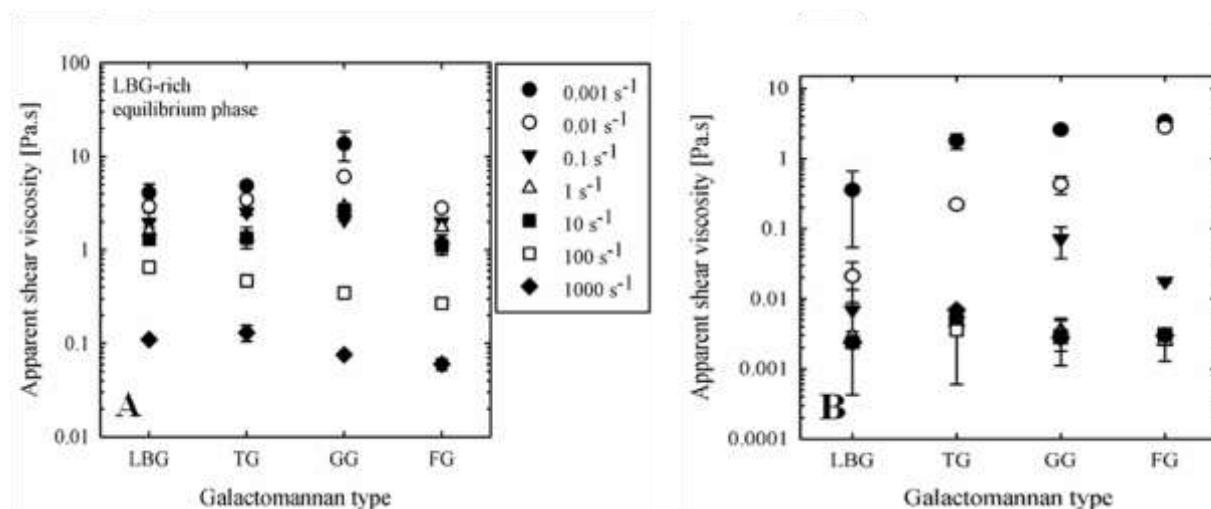 100
10
1
0.1
0.01
Apparent shear viscosity [Pa.s]
LBG-rich
equilibrium phase
A
LBG TG GG FG
Galactomannan type
0.001 s-1
0.01 s-1
0.1 s-1
1 s-1
10 s-1
100 s-1
1000 s-1
10
1
0.1
0.01
0.001
0.0001
Apparent shear viscosity [Pa.s]
B
LBG TG GG FG
Galactomannan type